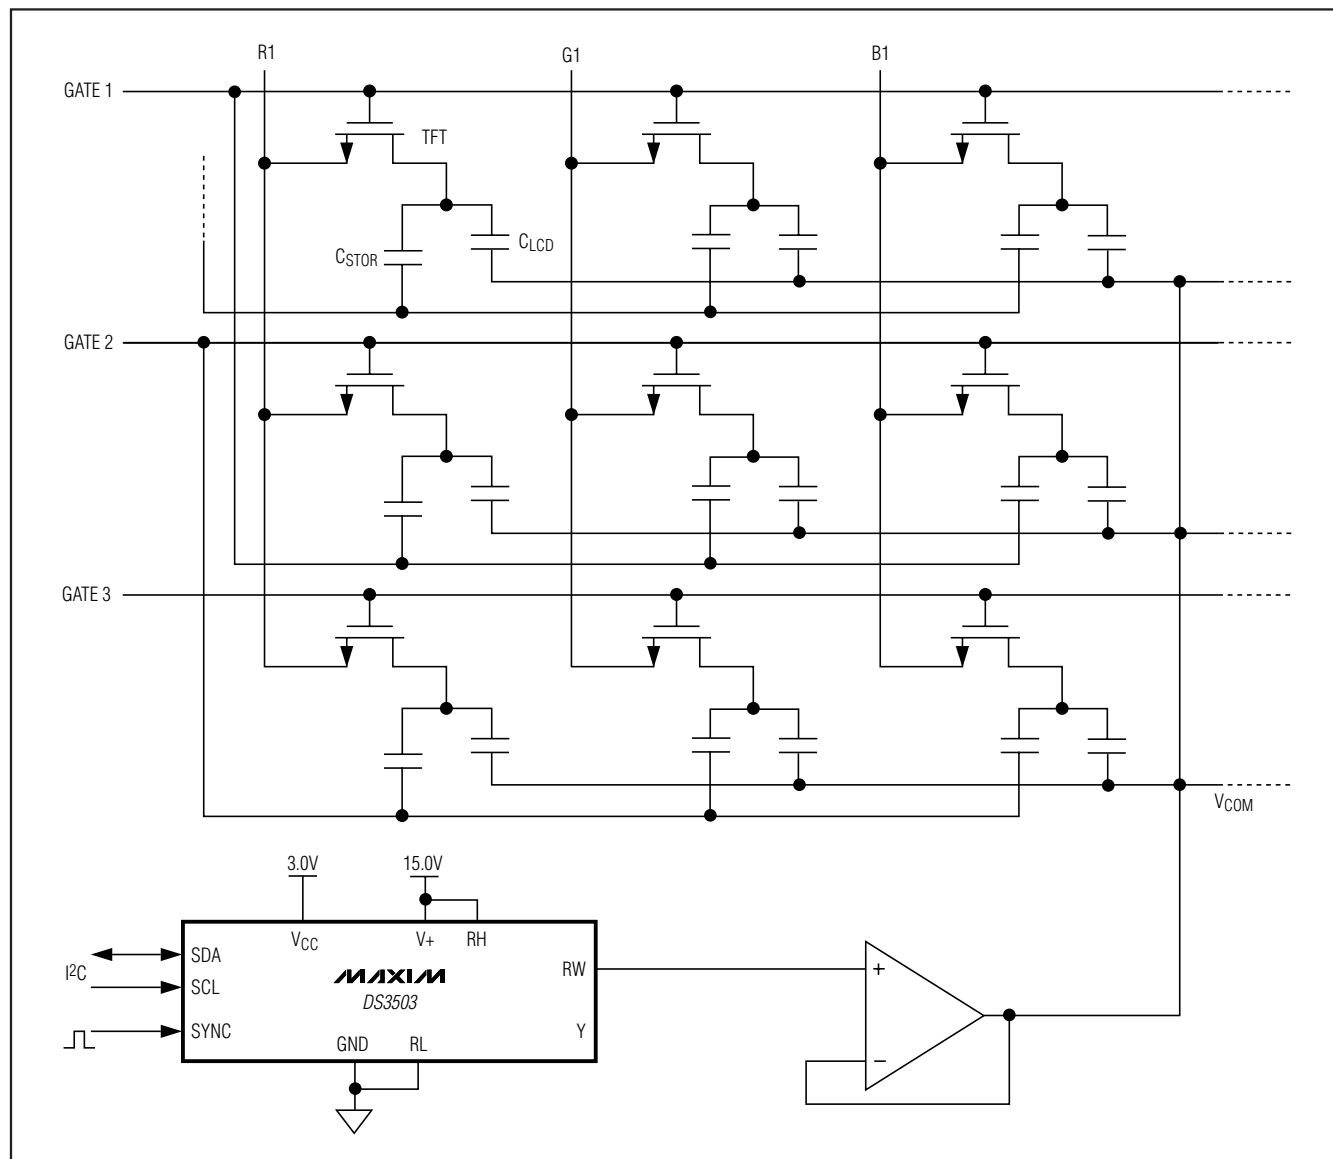 R1 G1 B1
GATE 1
TFT
CSTOR CLCD
GATE 2
GATE 3
VCOM
3.0V 15.0V
VCC V+ RH
I²C SDA
SCL
SYNC
MAXIM
DS3503
RW
Y
GND RL
+
−